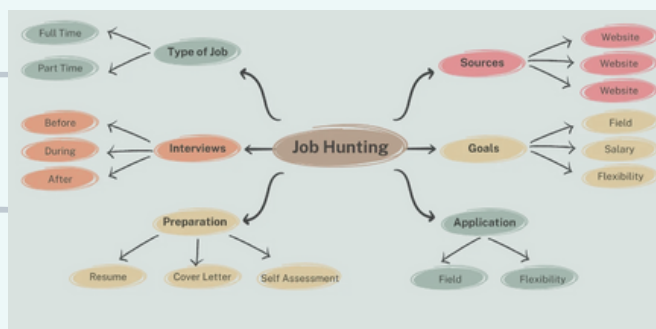 Full Time
Part Time
Type of Job
Sources
Website
Website
Website
Before
During
After
Interviews
Job Hunting
Goals
Field
Salary
Flexibility
Preparation
Resume
Cover Letter
Self Assessment
Application
Field
Flexibility